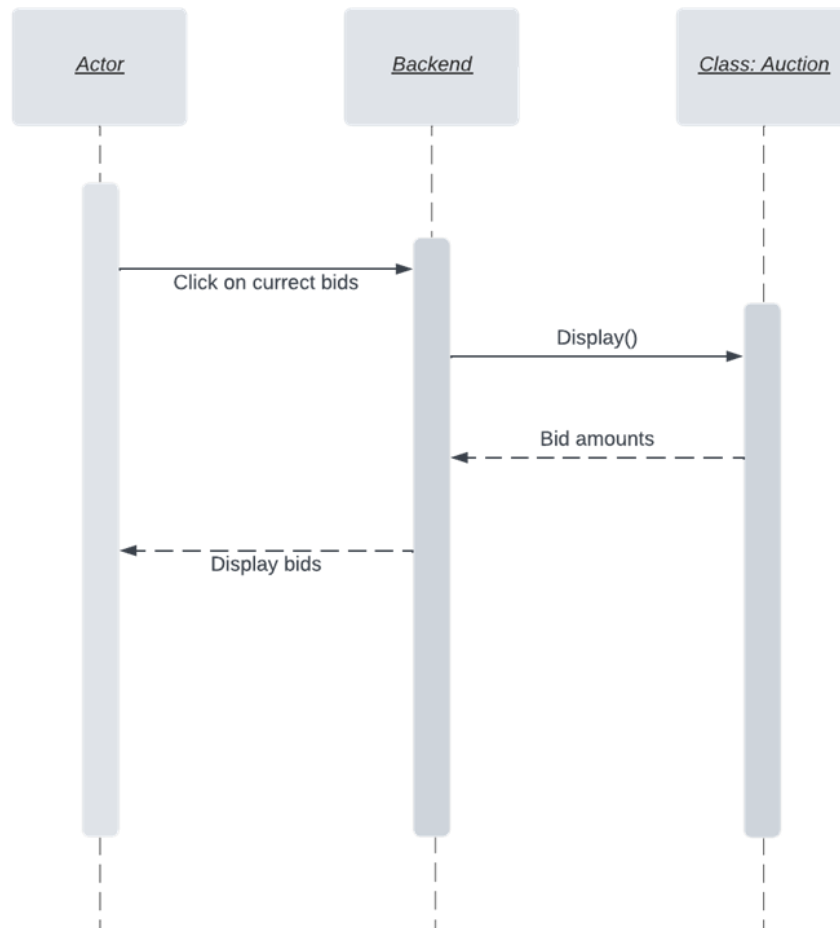 Actor
Backend
Class: Auction
Click on currect bids
Display()
Bid amounts
Display bids